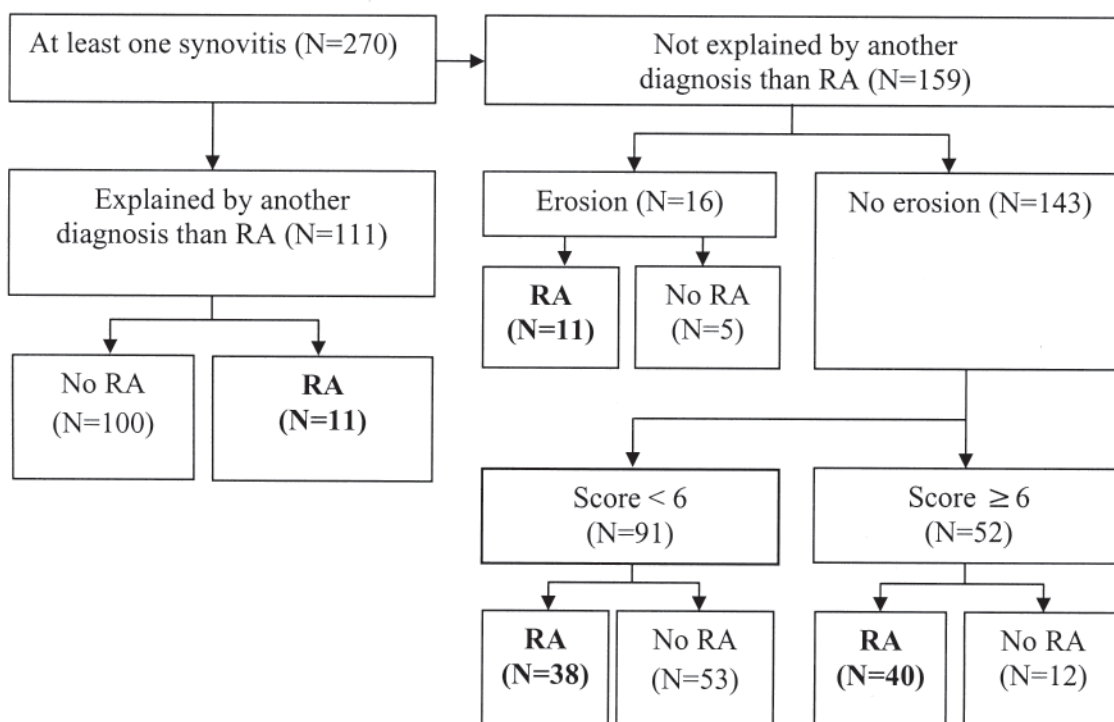 At least one synovitis (N=270)
Not explained by another
diagnosis than RA (N=159)
Explained by another
diagnosis than RA (N=111)
No RA
(N=100)
RA
(N=11)
Erosion (N=16)
No erosion (N=143)
RA
(N=11)
No RA
(N=5)
Score < 6
(N=91)
Score ≥ 6
(N=52)
RA
(N=38)
No RA
(N=53)
RA
(N=40)
No RA
(N=12)